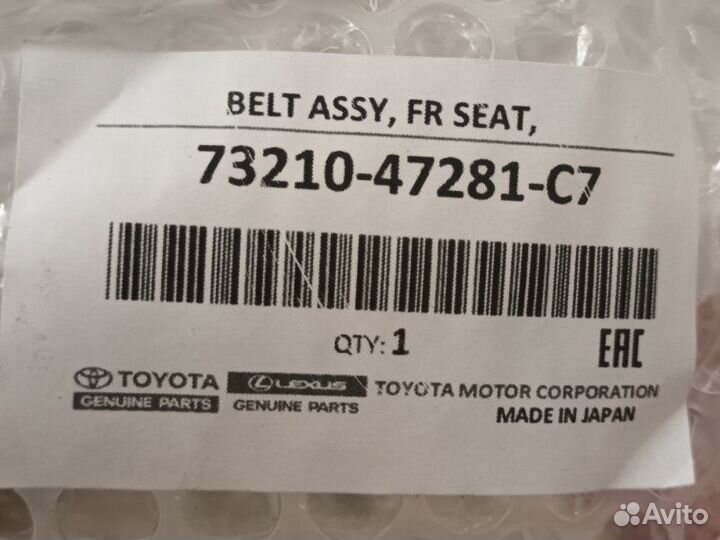 BELT ASSY, FR SEAT,
73210-47281-C7
QTY: 1
EAC
TOYOTA
GENUINE PARTS
LEXUS
GENUINE PARTS
TOYOTA MOTOR CORPORATION
MADE IN JAPAN
Avito